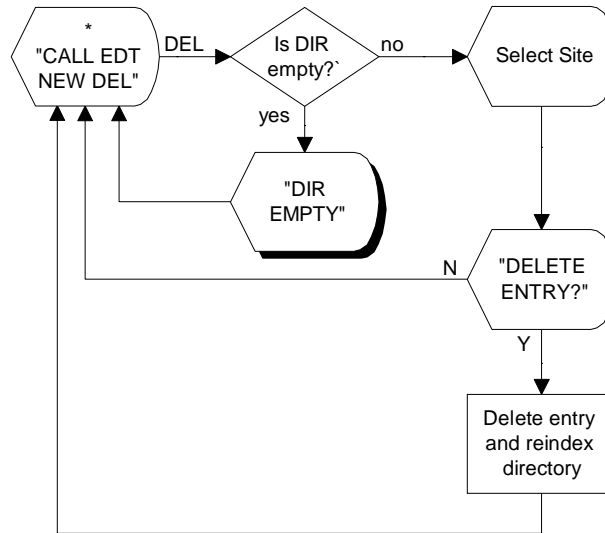 *
"CALL EDT
NEW DEL"
DEL
Is DIR
empty?`
no
Select Site
yes
"DIR
EMPTY"
N
"DELETE
ENTRY?"
Y
Delete entry
and reindex
directory